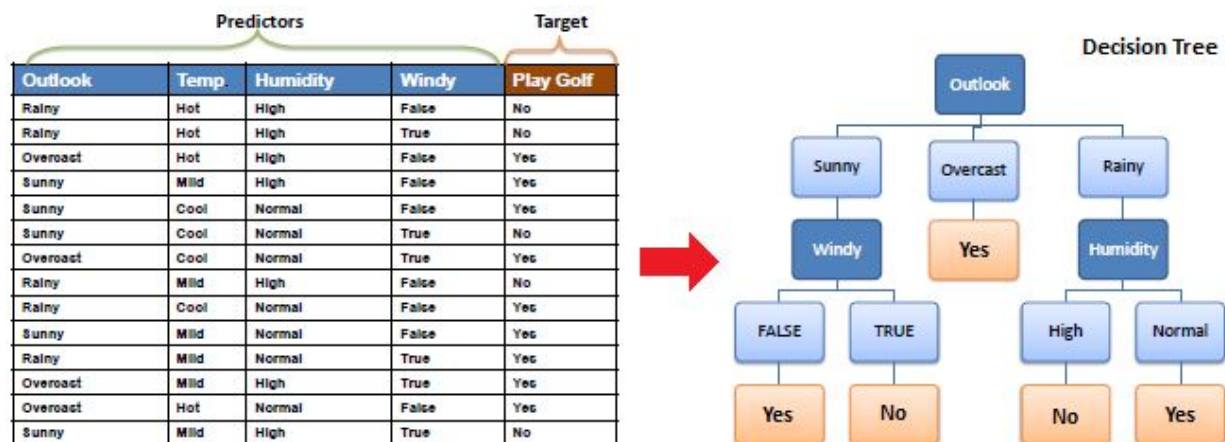 Predictors
Target
Outlook Temp. Humidity Windy Play Golf
Rainy Hot High False No
Rainy Hot High True No
Overcast Hot High False Yes
Sunny Mild High False Yes
Sunny Cool Normal False Yes
Sunny Cool Normal True No
Overcast Cool Normal True Yes
Rainy Mild High False No
Rainy Cool Normal False Yes
Sunny Mild Normal False Yes
Rainy Mild Normal True Yes
Overcast Mild High True Yes
Overcast Hot Normal False Yes
Sunny Mild High True No
Decision Tree
Outlook
Sunny Overcast Rainy
Windy Yes Humidity
FALSE TRUE High Normal
Yes No No Yes